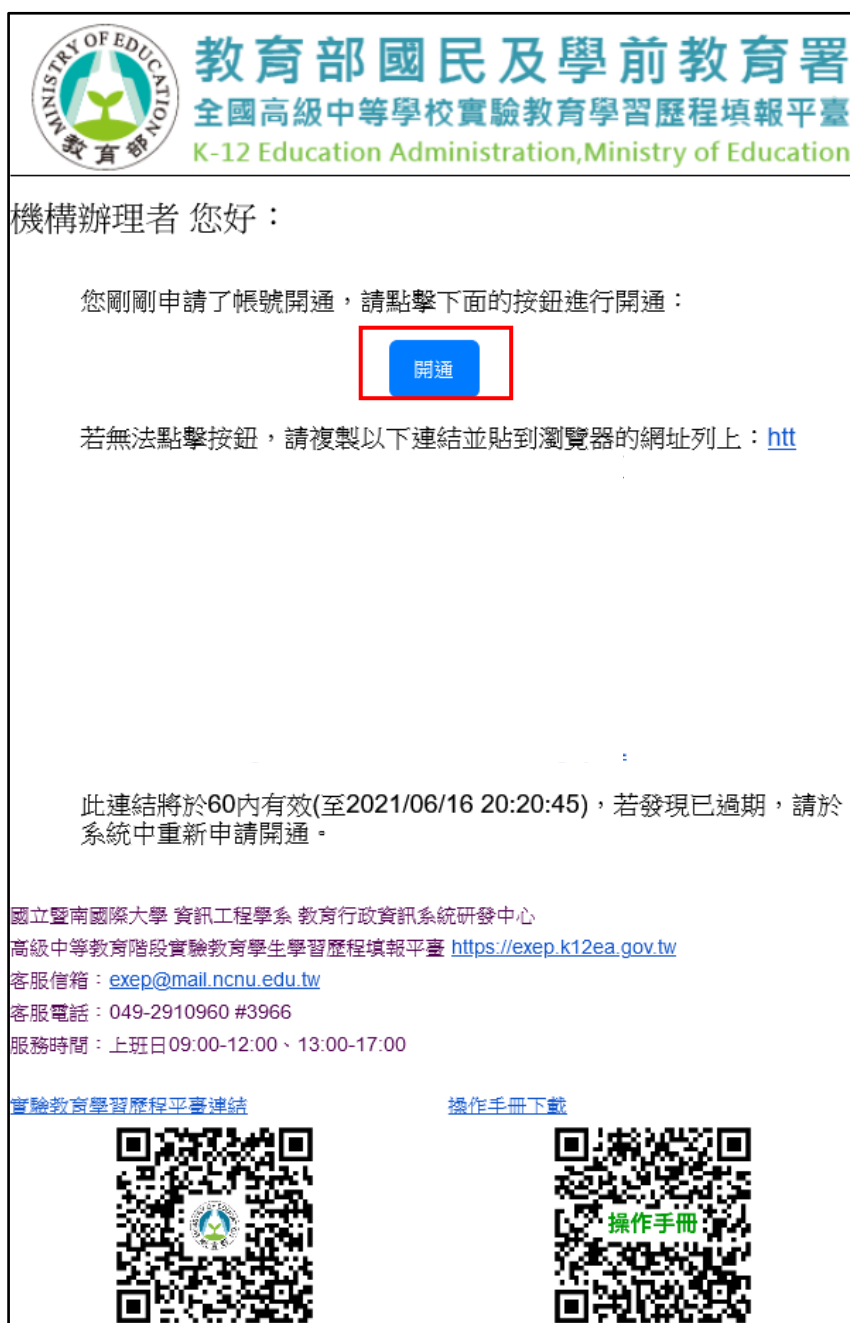 MINISTRY OF EDUCATION
教育部
教育部國民及學前教育署
全國高級中等學校實驗教育學習歷程填報平臺
K-12 Education Administration,Ministry of Education
機構辦理者 您好：
您剛剛申請了帳號開通，請點擊下面的按鈕進行開通：
開通
若無法點擊按鈕，請複製以下連結並貼到瀏覽器的網址列上：htt
此連結將於60內有效(至2021/06/16 20:20:45)，若發現已過期，請於
系統中重新申請開通。
國立暨南國際大學 資訊工程學系 教育行政資訊系統研發中心
高級中等教育階段實驗教育學生學習歷程填報平臺 https://exep.k12ea.gov.tw
客服信箱：exep@mail.ncnu.edu.tw
客服電話：049-2910960 #3966
服務時間：上班日09:00-12:00、13:00-17:00
實驗教育學習歷程平臺連結 操作手冊下載
操作手冊